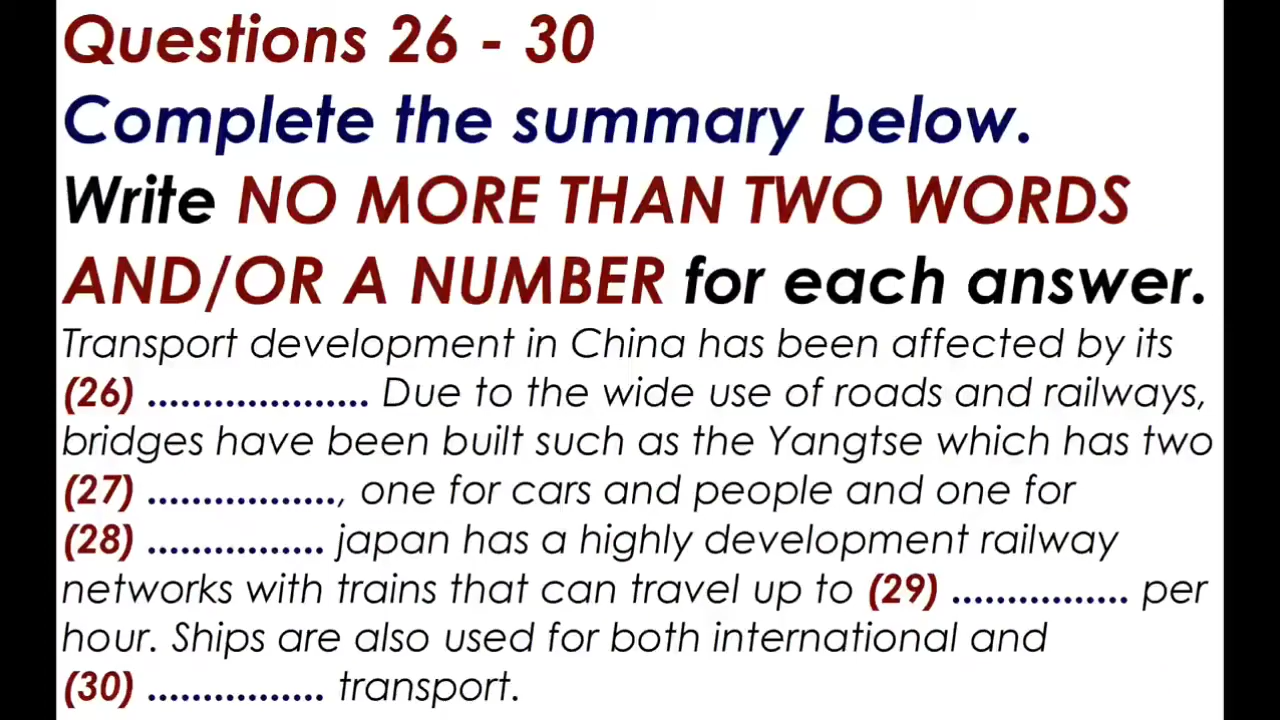 Questions 26 - 30
Complete the summary below.
Write NO MORE THAN TWO WORDS
AND/OR A NUMBER for each answer.
Transport development in China has been affected by its
(26) .................... Due to the wide use of roads and railways,
bridges have been built such as the Yangtse which has two
(27) ................., one for cars and people and one for
(28) ................ japan has a highly development railway
networks with trains that can travel up to (29) ................ per
hour. Ships are also used for both international and
(30) ................ transport.